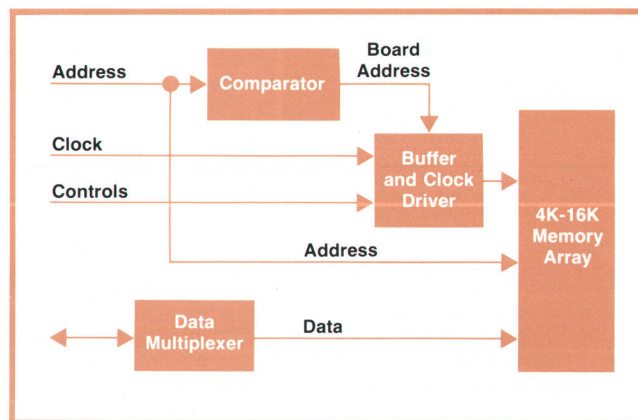 Address
Comparator
Board
Address
Clock
Buffer
and Clock
Driver
Controls
4K-16K
Memory
Array
Address
Data
Multiplexer
Data